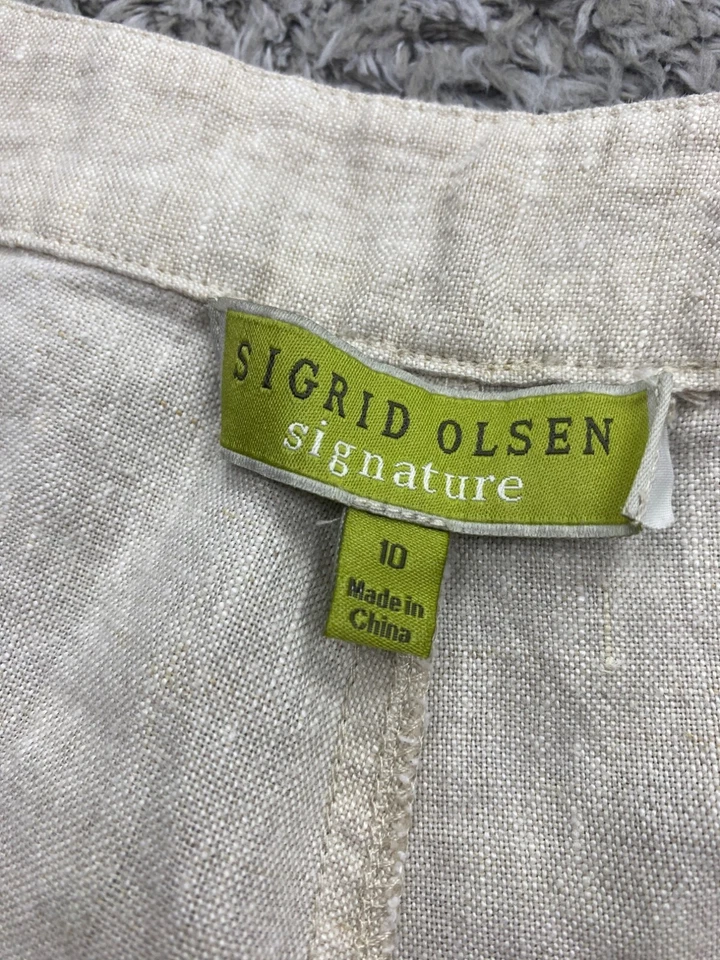 SIGRID OLSEN
signature
10
Made in
China